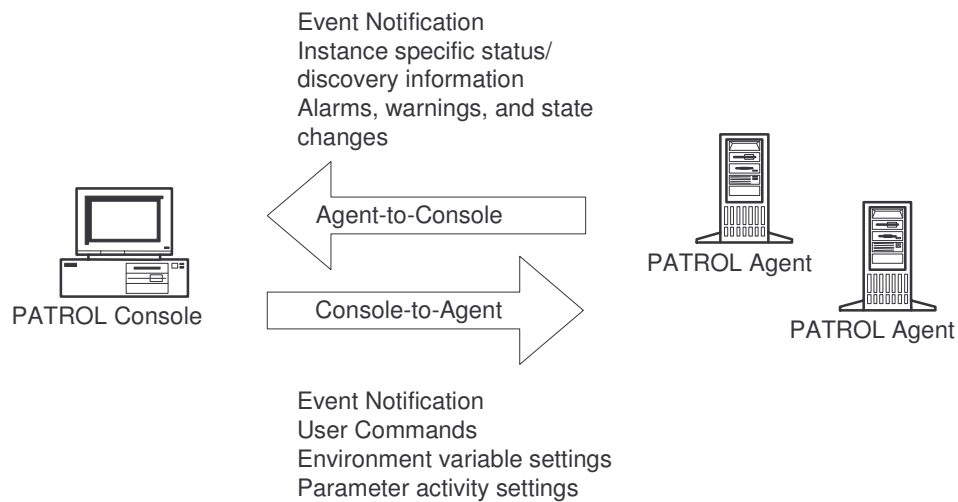 Event Notification
Instance specific status/
discovery information
Alarms, warnings, and state
changes
Agent-to-Console
PATROL Agent
PATROL Console
Console-to-Agent
PATROL Agent
Event Notification
User Commands
Environment variable settings
Parameter activity settings